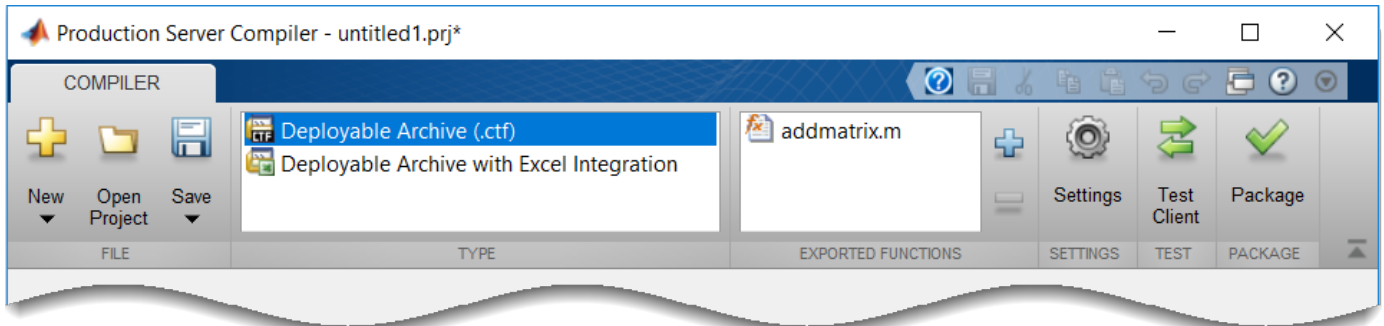 Production Server Compiler - untitled1.prj*
COMPILER
CTF
Deployable Archive (.ctf)
Deployable Archive with Excel Integration
addmatrix.m
New
Open
Project
Save
Settings
Test
Client
Package
FILE
TYPE
EXPORTED FUNCTIONS
SETTINGS
TEST
PACKAGE